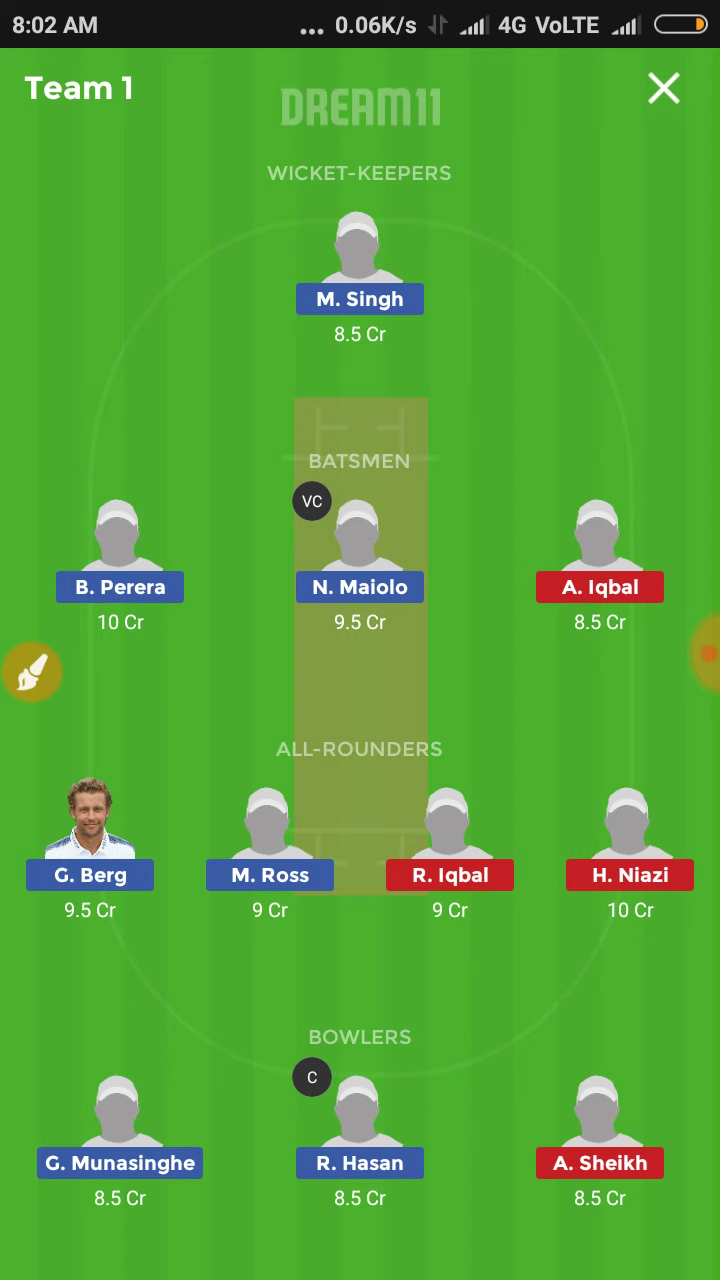 8:02 AM ... 0.06K/s 4G VoLTE
Team 1
DREAM11
WICKET-KEEPERS
M. Singh
8.5 Cr
BATSMEN
VC
B. Perera N. Maiolo A. Iqbal
10 Cr 9.5 Cr 8.5 Cr
ALL-ROUNDERS
G. Berg M. Ross R. Iqbal H. Niazi
9.5 Cr 9 Cr 9 Cr 10 Cr
BOWLERS
C
G. Munasinghe R. Hasan A. Sheikh
8.5 Cr 8.5 Cr 8.5 Cr